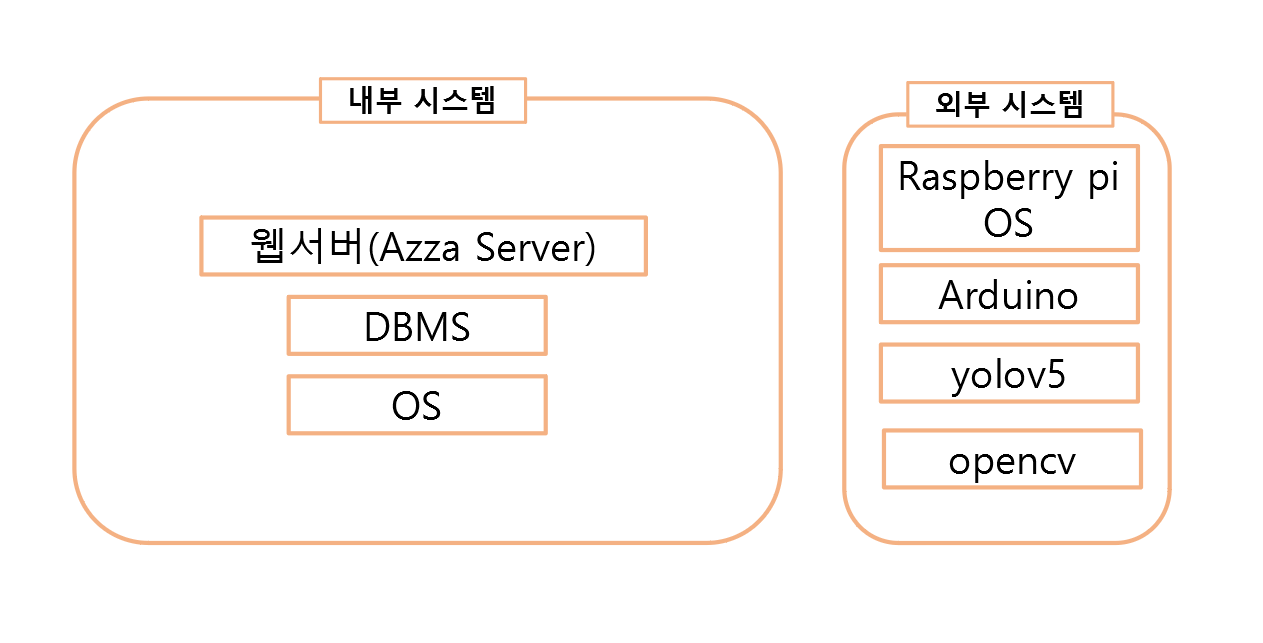 내부 시스템
웹서버(Azza Server)
DBMS
OS
외부 시스템
Raspberry pi
OS
Arduino
yolov5
opencv